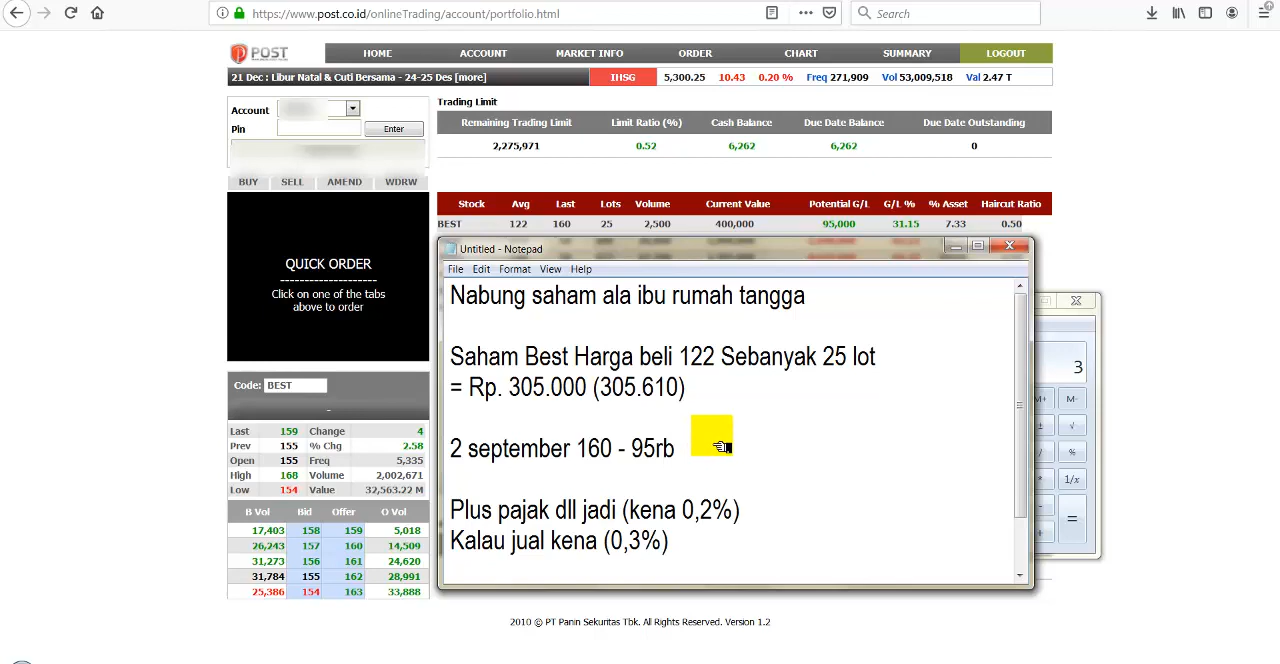 https://www.post.co.id/onlineTrading/account/portfolio.html
Search
POST
HOME ACCOUNT MARKET INFO ORDER CHART SUMMARY LOGOUT
21 Dec : Libur Natal & Cuti Bersama - 24-25 Des [more] IHSG 5,300.25 10.43 0.20 % Freq 271,909 Vol 53,009,518 Val 2.47 T
Account
Pin Enter
BUY SELL AMEND WDRW
QUICK ORDER
--------------------
Click on one of the tabs
above to order
Code: BEST
-
Last 159 Change 4
Prev 155 % Chg 2.58
Open 155 Freq 5,335
High 168 Volume 2,002,671
Low 154 Value 32,563.22 M
B Vol Bid Offer O Vol
17,403 158 159 5,018
26,243 157 160 14,509
31,273 156 161 24,620
31,784 155 162 28,991
25,386 154 163 33,888
Trading Limit
Remaining Trading Limit Limit Ratio (%) Cash Balance Due Date Balance Due Date Outstanding
2,275,971 0.52 6,262 6,262 0
Stock Avg Last Lots Volume Current Value Potential G/L G/L % % Asset Haircut Ratio
BEST 122 160 25 2,500 400,000 95,000 31.15 7.33 0.50
Untitled - Notepad
File Edit Format View Help
Nabung saham ala ibu rumah tangga
Saham Best Harga beli 122 Sebanyak 25 lot
= Rp. 305.000 (305.610)
2 september 160 - 95rb
Plus pajak dll jadi (kena 0,2%)
Kalau jual kena (0,3%)
3
M+ M-
± √
/ %
* 1/x
- =
+
2010 © PT Panin Sekuritas Tbk. All Rights Reserved. Version 1.2